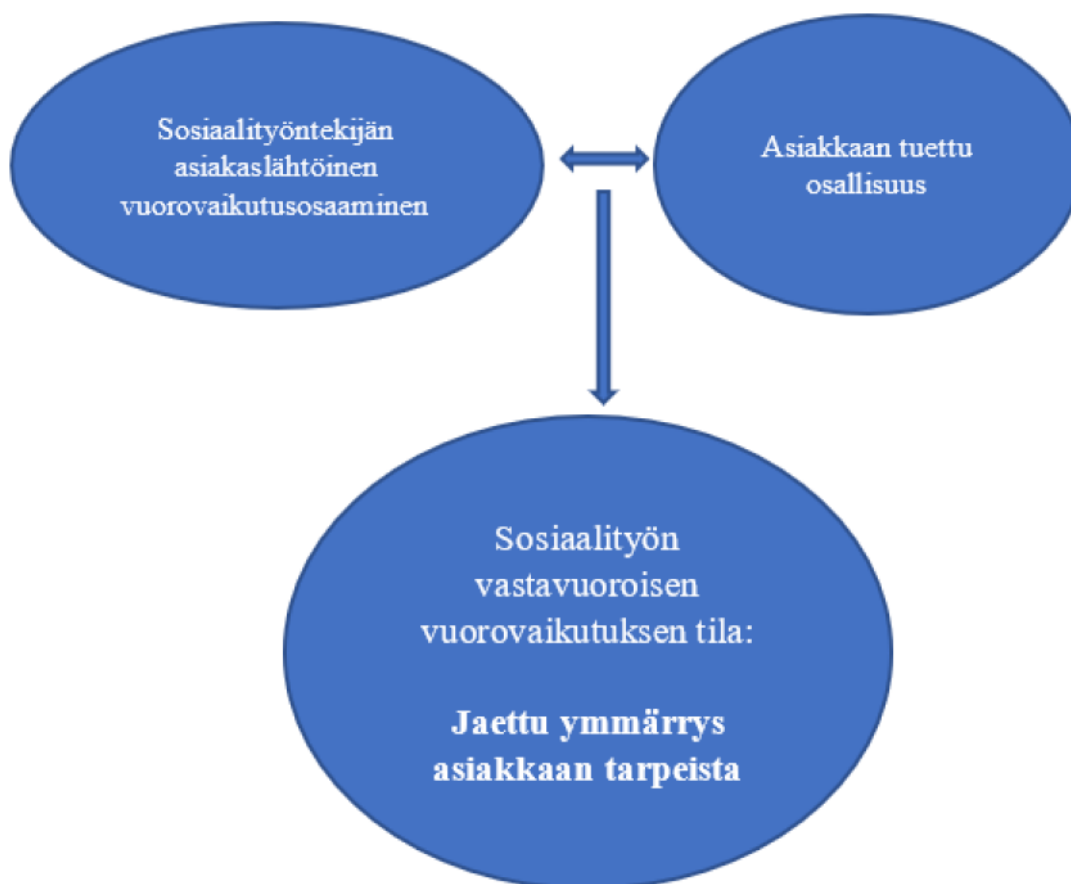 Sosiaalityöntekijän
asiakaslähtöinen
vuorovaikutusosaaminen
Asiakkaan tuettu
osallisuus
Sosiaalityön
vastavuoroisen
vuorovaikutuksen tila:
Jaettu ymmärrys
asiakkaan tarpeista